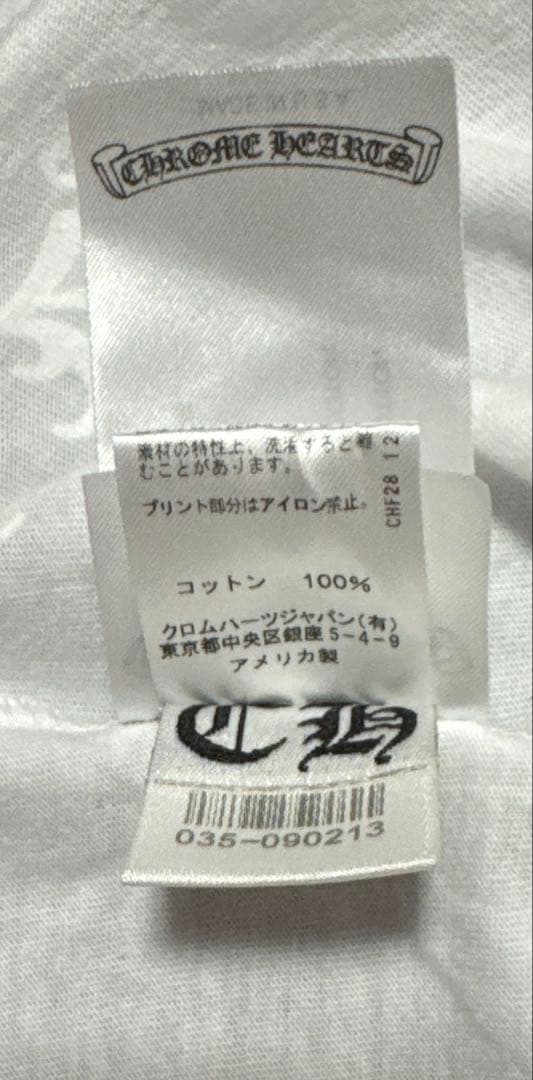 MADE IN U.S.A
CHROME HEARTS
素材の特性上、洗濯すると縮
むことがあります。
プリント部分はアイロン禁止。
CHF28 12
コットン 100%
クロムハーツジャパン(有)
東京都中央区銀座5-4-9
アメリカ製
035-090213